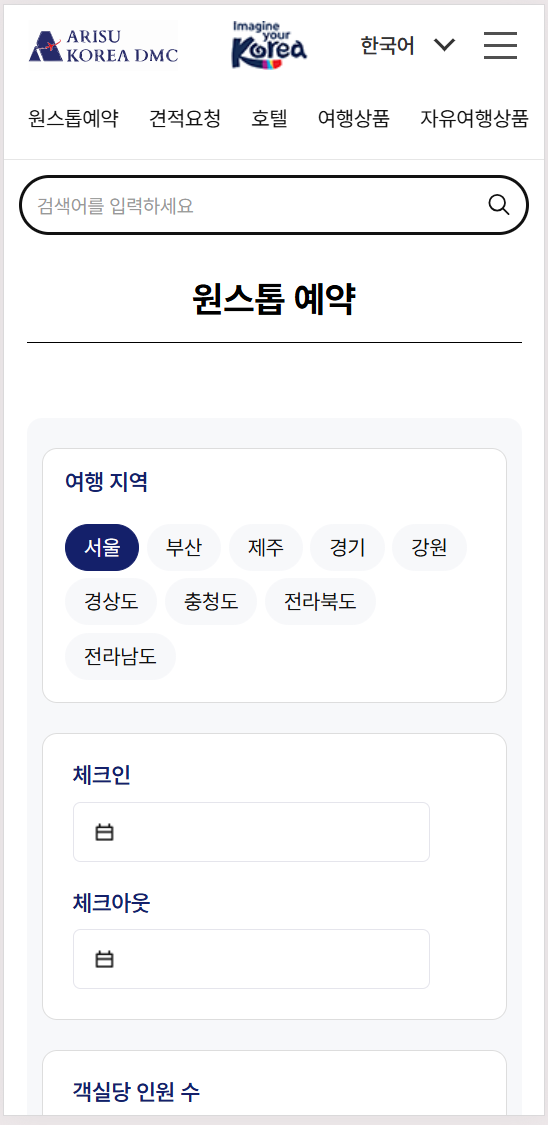 ARISU
KOREA DMC
Imagine
your
Korea
한국어
원스톱예약 견적요청 호텔 여행상품 자유여행상품
검색어를 입력하세요
원스톱 예약
여행 지역
서울 부산 제주 경기 강원
경상도 충청도 전라북도
전라남도
체크인
체크아웃
객실당 인원 수